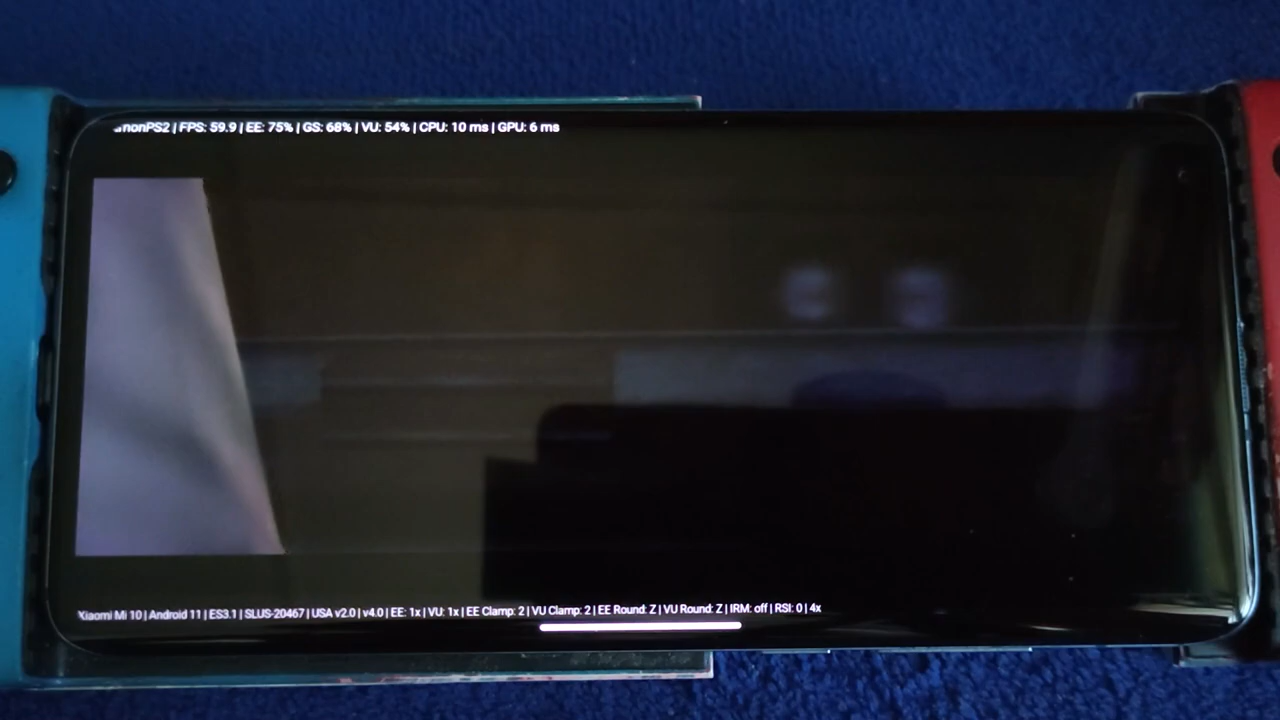 monPS2 | FPS: 59.9 | EE: 75% | GS: 68% | VU: 54% | CPU: 10 ms | GPU: 6 ms
Xiaomi Mi 10 | Android 11 | ES3.1 | SLUS-20467 | USA v2.0 | v4.0 | EE: 1x | VU: 1x | EE Clamp: 2 | VU Clamp: 2 | EE Round: Z | VU Round: Z | IRM: off | RSI: 0 | 4x